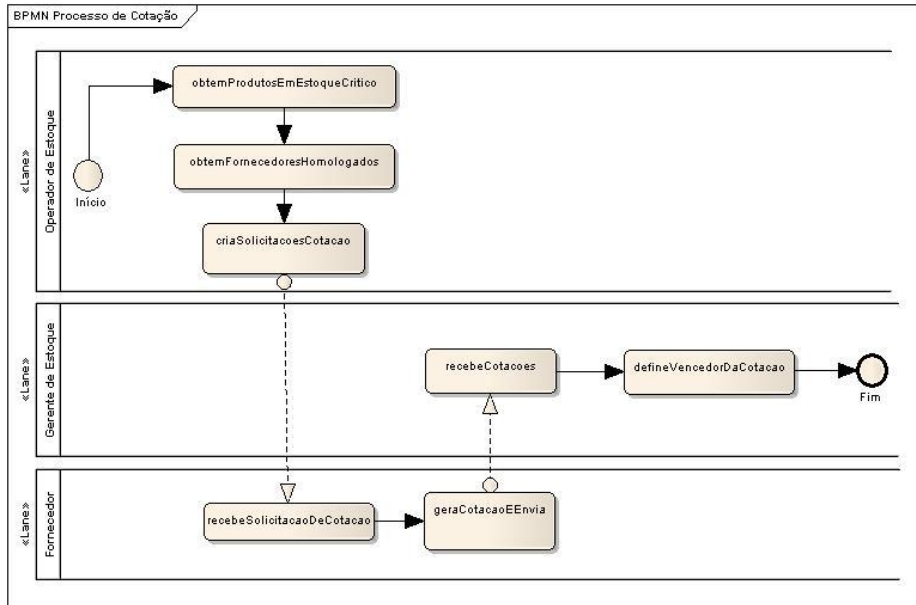 BPMN Processo de Cotação
«Lane»
Operador de Estoque
Início
obtemProdutosEmEstoqueCritico
obtemFornecedoresHomologados
criaSolicitacoesCotacao
«Lane»
Gerente de Estoque
recebeCotacoes
defineVencedorDaCotacao
Fim
«Lane»
Fornecedor
recebeSolicitacaoDeCotacao
geraCotacaoEEnvia